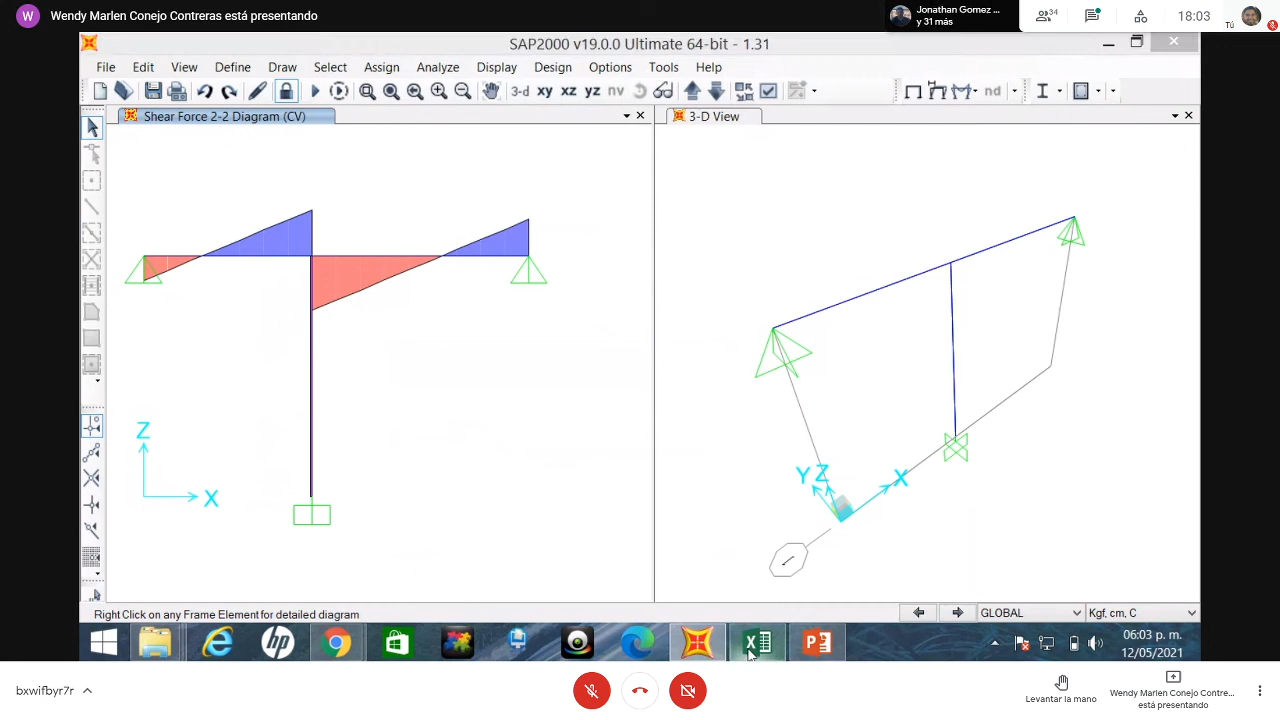 W Wendy Marlen Conejo Contreras está presentando
Jonathan Gomez ...
y 31 más
34
18:03
Tú
SAP2000 v19.0.0 Ultimate 64-bit - 1.31
File Edit View Define Draw Select Assign Analyze Display Design Options Tools Help
3-d xy xz yz nv nd
Shear Force 2-2 Diagram (CV)
3-D View
Z
X
Y Z X
Right Click on any Frame Element for detailed diagram
GLOBAL
Kgf, cm, C
06:03 p. m.
12/05/2021
bxwifbyr7r
Levantar la mano
Wendy Marlen Conejo Contre...
está presentando